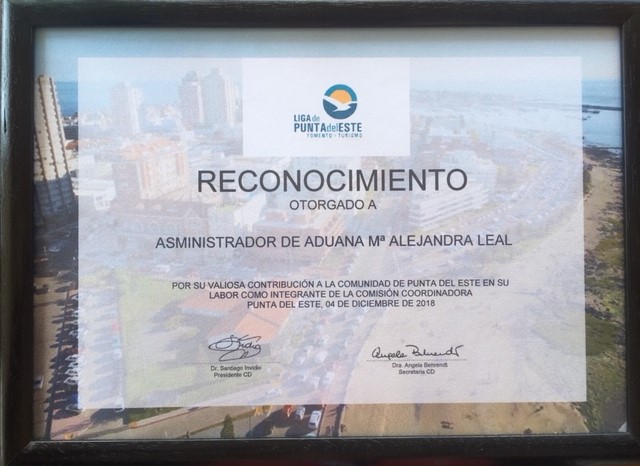 LIGA de
PUNTA del ESTE
FOMENTO - TURISMO
RECONOCIMIENTO
OTORGADO A
ASMINISTRADOR DE ADUANA Mª ALEJANDRA LEAL
POR SU VALIOSA CONTRIBUCIÓN A LA COMUNIDAD DE PUNTA DEL ESTE EN SU
LABOR COMO INTEGRANTE DE LA COMISIÓN COORDINADORA
PUNTA DEL ESTE, 04 DE DICIEMBRE DE 2018
Angela Behrendt
Dr. Santiago Invidio
Presidente CD
Dra. Angela Behrendt
Secretaria CD